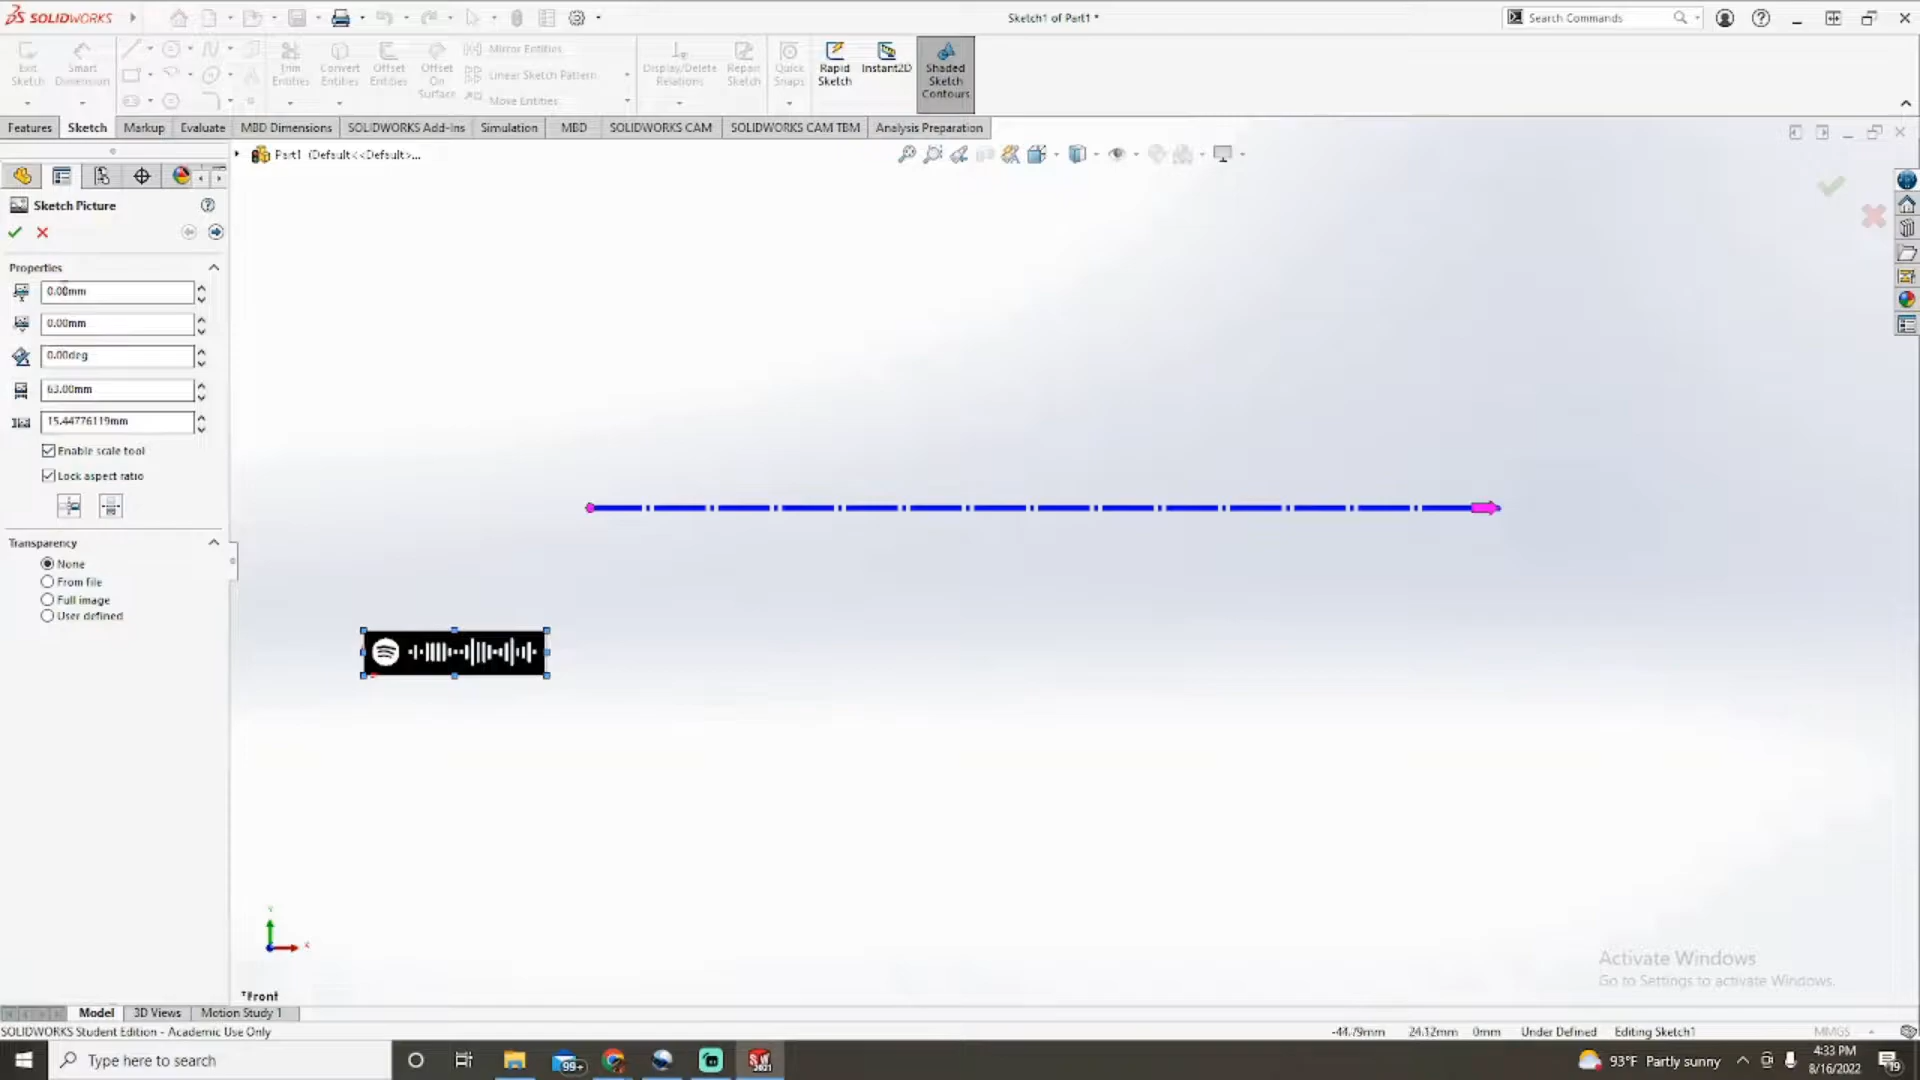 SOLIDWORKS
Sketch1 of Part1 *
Search Commands
Exit Sketch
Smart Dimension
Trim Entities
Convert Entities
Offset Entities
Offset On Surface
Mirror Entities
Linear Sketch Pattern
Move Entities
Display/Delete Relations
Repair Sketch
Quick Snaps
Rapid Sketch
Instant2D
Shaded Sketch Contours
Features
Sketch
Markup
Evaluate
MBD Dimensions
SOLIDWORKS Add-Ins
Simulation
MBD
SOLIDWORKS CAM
SOLIDWORKS CAM TBM
Analysis Preparation
Part1 (Default<<Default>...
Sketch Picture
Properties
0.00mm
0.00mm
0.00deg
63.00mm
15.44776119mm
Enable scale tool
Lock aspect ratio
Transparency
None
From file
Full image
User defined
Y
X
*Front
Activate Windows
Go to Settings to activate Windows.
Model
3D Views
Motion Study 1
SOLIDWORKS Student Edition - Academic Use Only
-44.79mm
24.12mm
0mm
Under Defined
Editing Sketch1
MMGS
Type here to search
99+
SW
2021
93°F Partly sunny
4:33 PM
8/16/2022
19